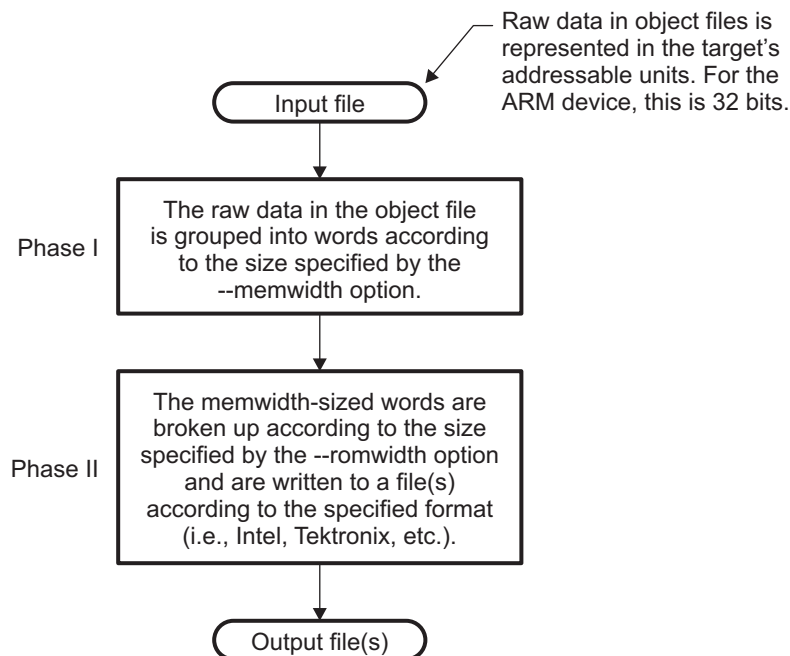 Raw data in object files is
represented in the target's
addressable units. For the
ARM device, this is 32 bits.
Input file
Phase I
The raw data in the object file
is grouped into words according
to the size specified by the
--memwidth option.
Phase II
The memwidth-sized words are
broken up according to the size
specified by the --romwidth option
and are written to a file(s)
according to the specified format
(i.e., Intel, Tektronix, etc.).
Output file(s)